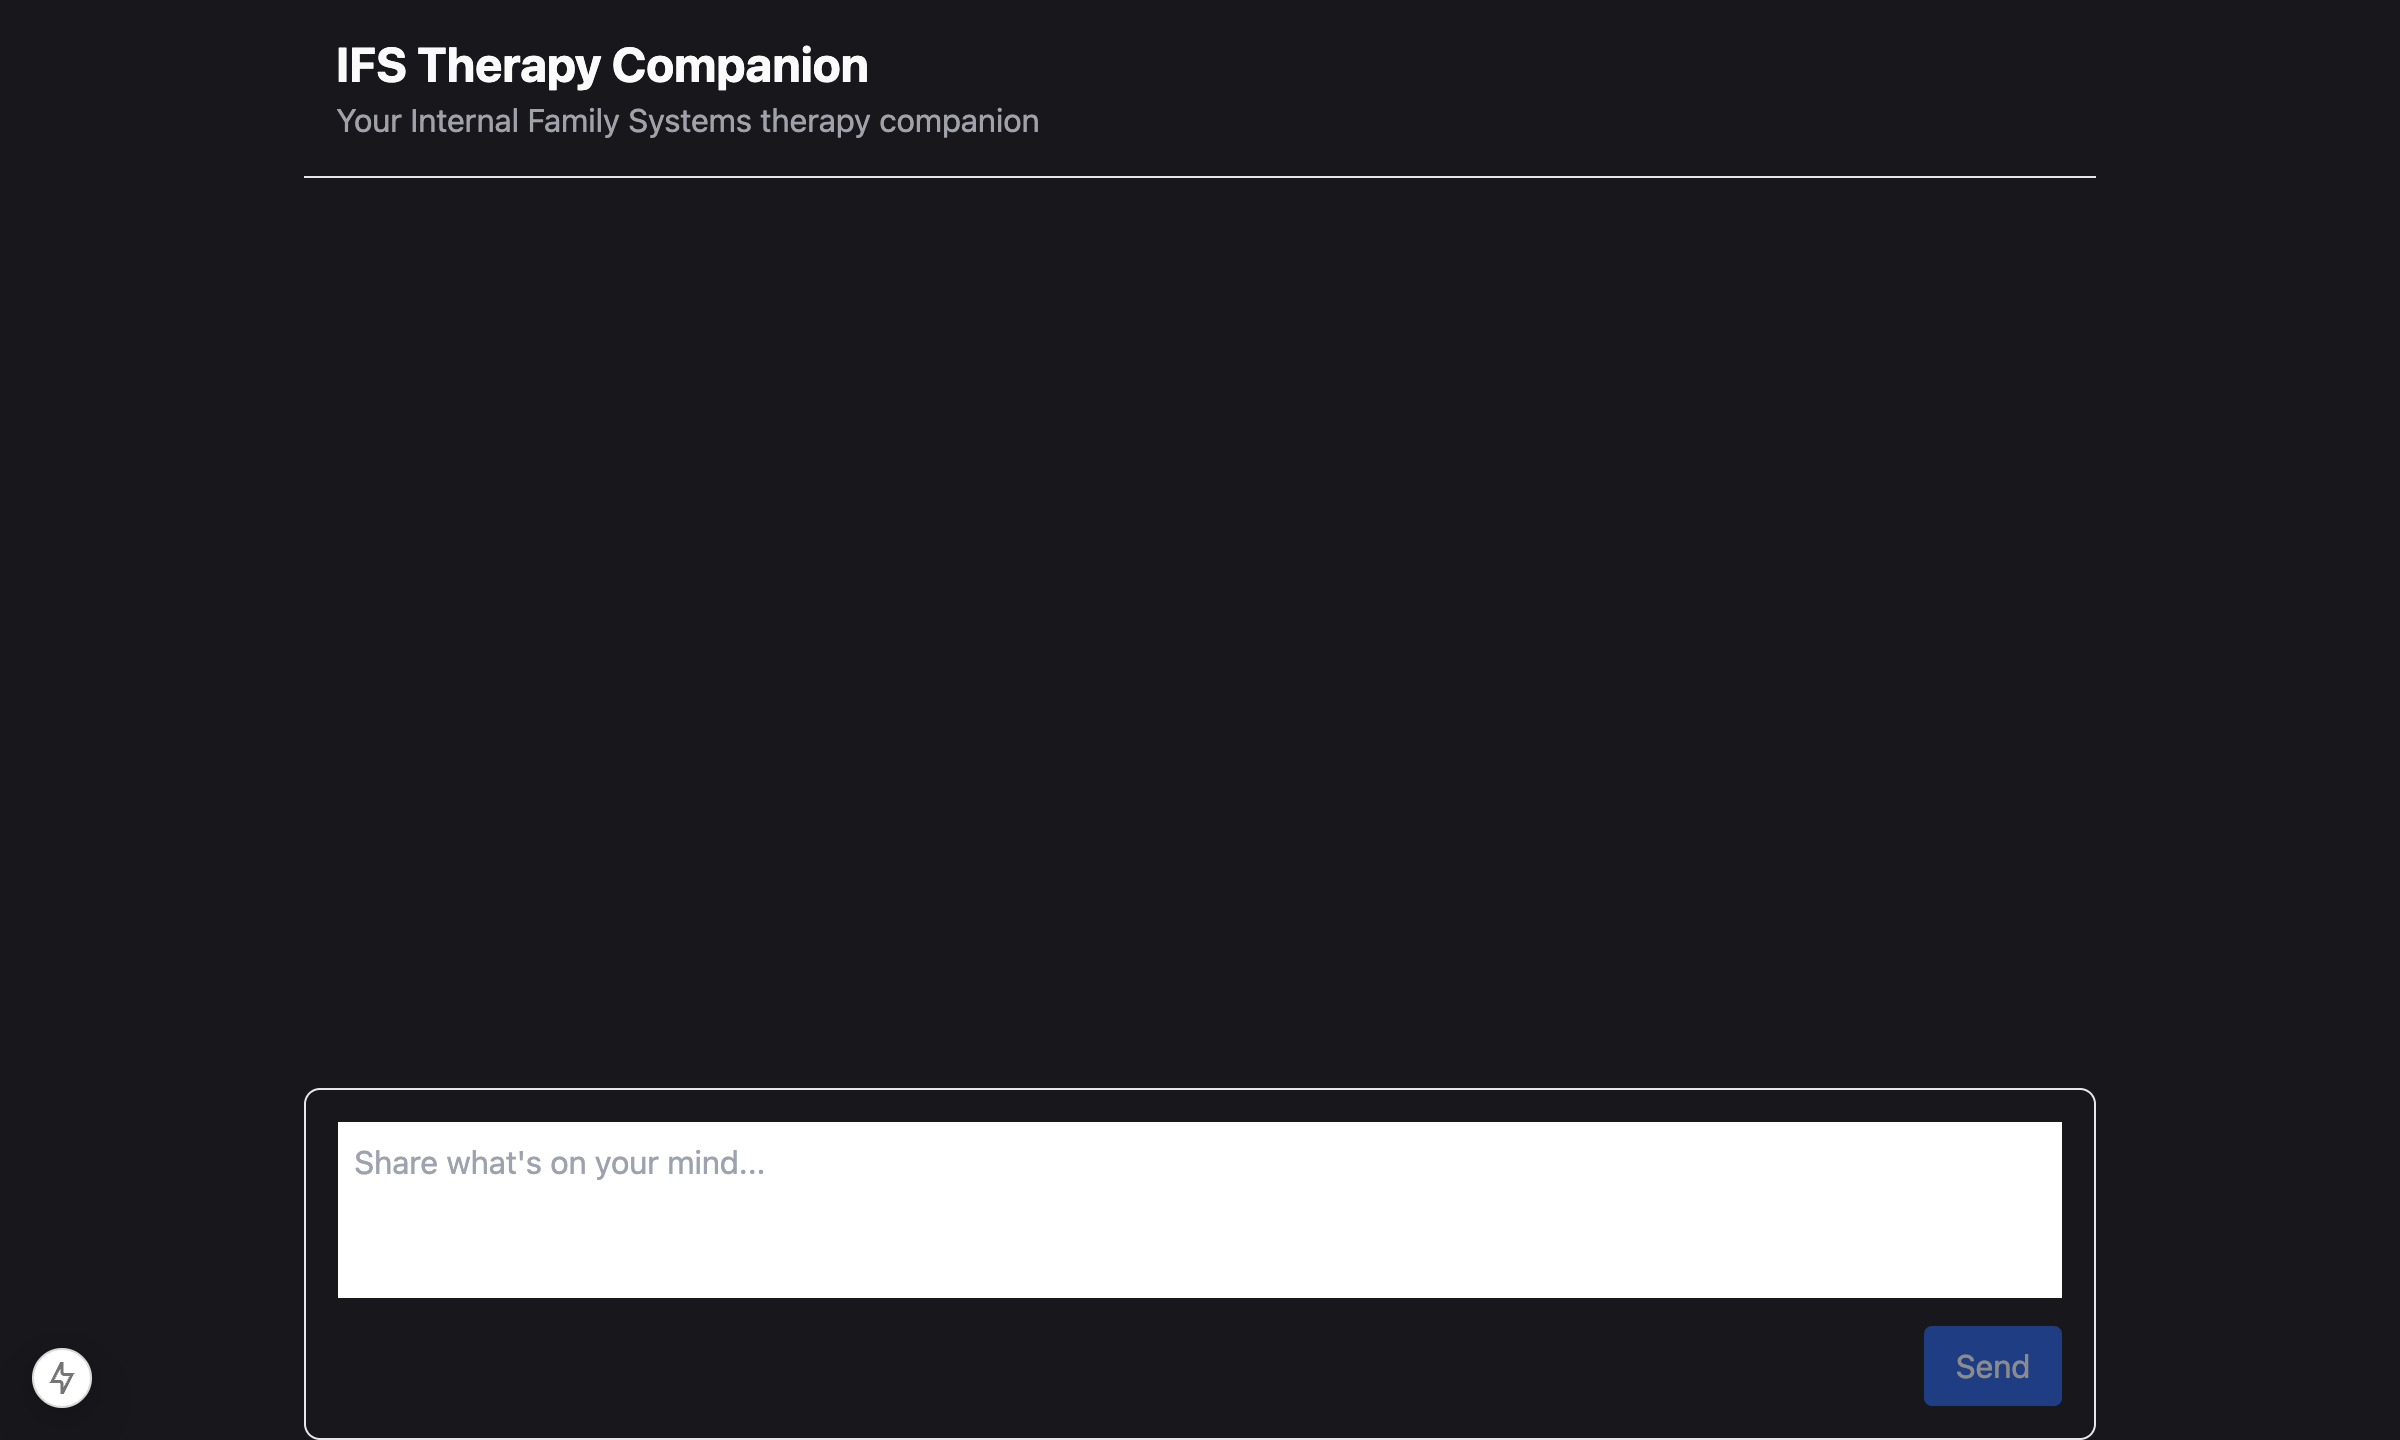 IFS Therapy Companion
Your Internal Family Systems therapy companion
Share what's on your mind...
Send